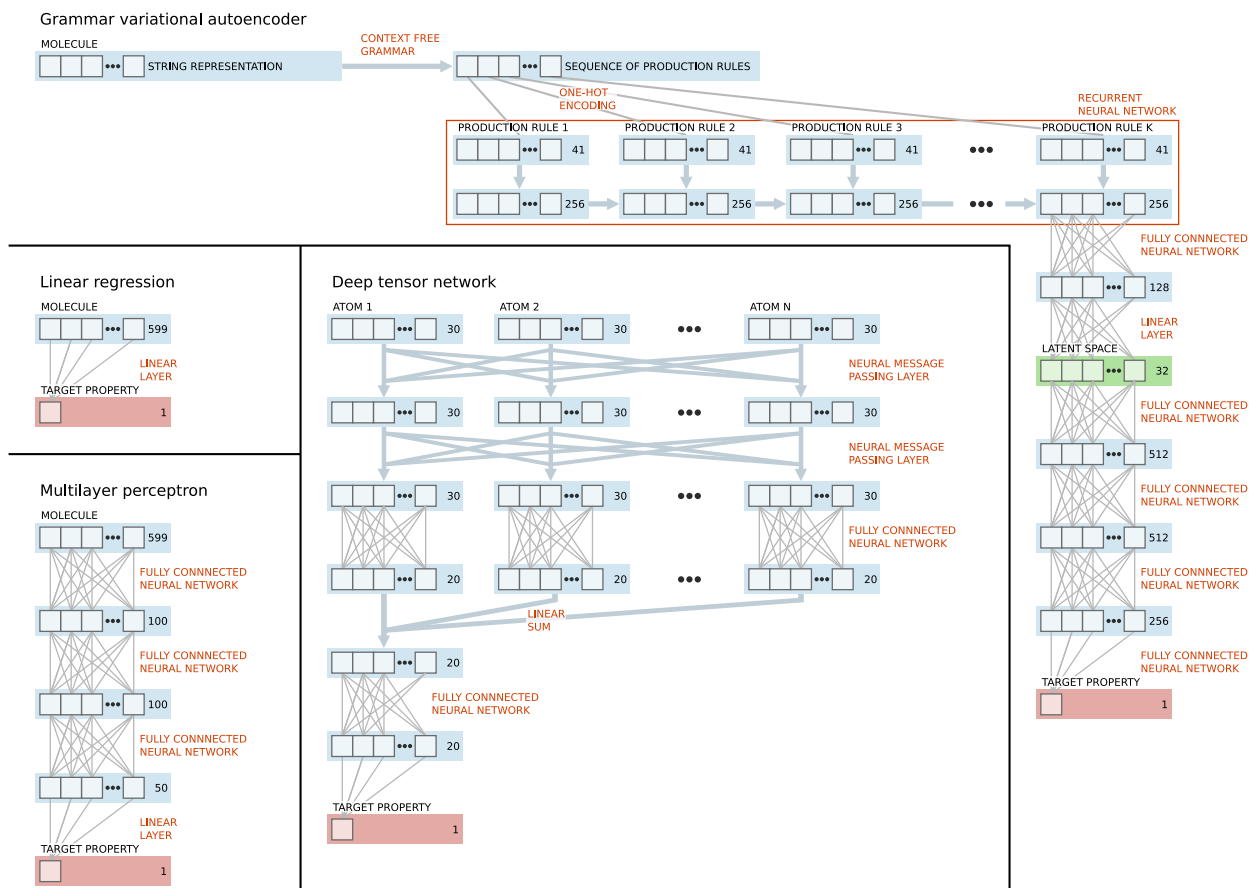 Grammar variational autoencoder
MOLECULE
••• STRING REPRESENTATION
CONTEXT FREE
GRAMMAR
••• SEQUENCE OF PRODUCTION RULES
ONE-HOT
ENCODING
RECURRENT
NEURAL NETWORK
PRODUCTION RULE 1
PRODUCTION RULE 2
PRODUCTION RULE 3
PRODUCTION RULE K
••• 41
••• 41
••• 41
•••
••• 41
••• 256
••• 256
••• 256
•••
••• 256
FULLY CONNNECTED
NEURAL NETWORK
••• 128
LINEAR
LAYER
LATENT SPACE
••• 32
FULLY CONNNECTED
NEURAL NETWORK
••• 512
FULLY CONNNECTED
NEURAL NETWORK
••• 512
FULLY CONNNECTED
NEURAL NETWORK
••• 256
FULLY CONNNECTED
NEURAL NETWORK
TARGET PROPERTY
1
Linear regression
MOLECULE
••• 599
LINEAR
LAYER
TARGET PROPERTY
1
Multilayer perceptron
MOLECULE
••• 599
FULLY CONNNECTED
NEURAL NETWORK
••• 100
FULLY CONNNECTED
NEURAL NETWORK
••• 100
FULLY CONNNECTED
NEURAL NETWORK
••• 50
LINEAR
LAYER
TARGET PROPERTY
1
Deep tensor network
ATOM 1
ATOM 2
ATOM N
••• 30
••• 30
•••
••• 30
NEURAL MESSAGE
PASSING LAYER
••• 30
••• 30
•••
••• 30
NEURAL MESSAGE
PASSING LAYER
••• 30
••• 30
•••
••• 30
FULLY CONNNECTED
NEURAL NETWORK
••• 20
••• 20
•••
••• 20
LINEAR
SUM
••• 20
FULLY CONNNECTED
NEURAL NETWORK
••• 20
TARGET PROPERTY
1